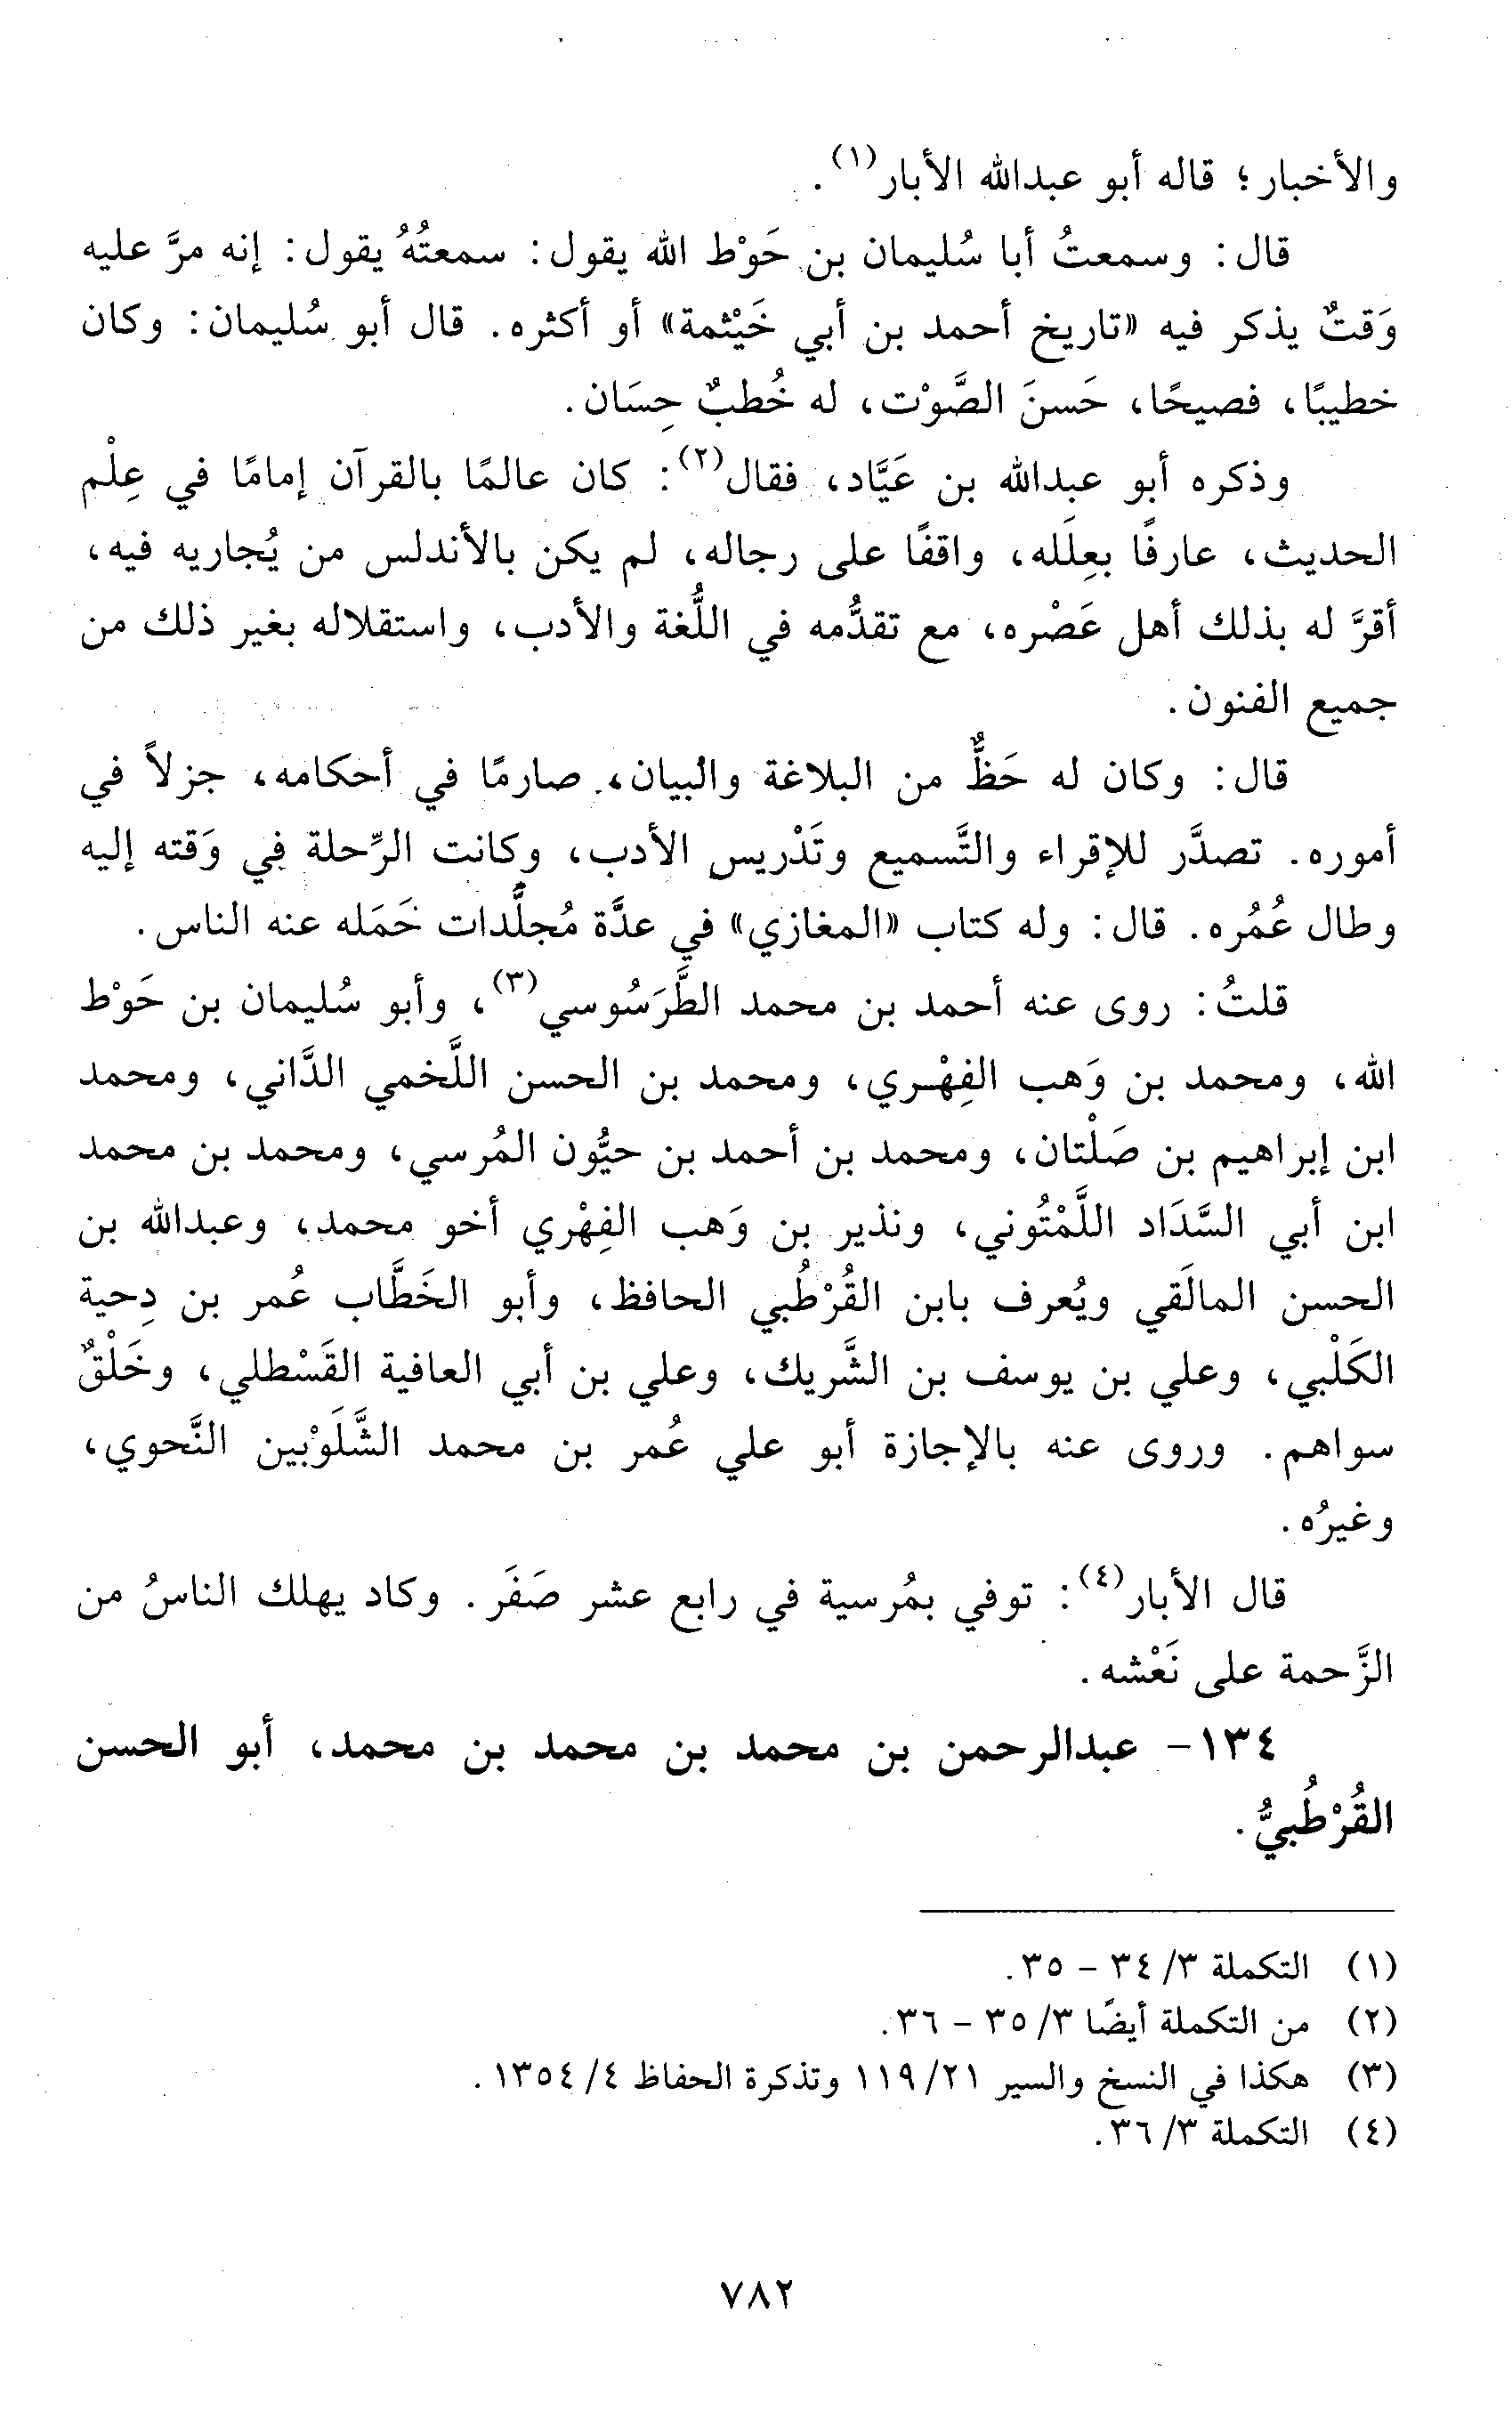 والأخبار؛ قاله أبو عبدالله الأبار(١).
قال: وسمعتُ أبا سُليمان بن حَوْط الله يقول: سمعتُهُ يقول: إنه مرَّ عليه
وَقتٌ يذكر فيه «تاريخ أحمد بن أبي خَيْثمة» أو أكثره. قال أبو سُليمان: وكان
خطيبًا، فصيحًا، حَسنَ الصَّوْت، له خُطبٌ حِسَان.
وذكره أبو عبدالله بن عَيَّاد، فقال(٢): كان عالمًا بالقرآن إمامًا في عِلْم
الحديث، عارفًا بعِلَله، واقفًا على رجاله، لم يكن بالأندلس من يُجاريه فيه،
أقرَّ له بذلك أهل عَصْره، مع تقدُّمه في اللُّغة والأدب، واستقلاله بغير ذلك من
جميع الفنون.
قال: وكان له حَظٌّ من البلاغة والبيان، صارمًا في أحكامه، جزلاً في
أموره. تصدَّر للإقراء والتَّسميع وتَدْريس الأدب، وكانت الرِّحلة في وَقته إليه
وطال عُمُره. قال: وله كتاب «المغازي» في عدَّة مُجلَّدات حَمَله عنه الناس.
قلتُ: روى عنه أحمد بن محمد الطَّرَسُوسي(٣)، وأبو سُليمان بن حَوْط
الله، ومحمد بن وَهب الفِهْري، ومحمد بن الحسن اللَّخمي الدَّاني، ومحمد
ابن إبراهيم بن صَلْتان، ومحمد بن أحمد بن حيُّون المُرسي، ومحمد بن محمد
ابن أبي السَّدَاد اللَّمْتُوني، ونذير بن وَهب الفِهْري أخو محمد، وعبدالله بن
الحسن المالَقي ويُعرف بابن القُرْطُبي الحافظ، وأبو الخَطَّاب عُمر بن دِحية
الكَلْبي، وعلي بن يوسف بن الشَّريك، وعلي بن أبي العافية القَسْطلي، وخَلْقٌ
سواهم. وروى عنه بالإجازة أبو علي عُمر بن محمد الشَّلَوْبين النَّحوي،
وغيرُه.
قال الأبار(٤): توفي بمُرسية في رابع عشر صَفَر. وكاد يهلك الناسُ من
الزَّحمة على نَعْشه.
١٣٤- عبدالرحمن بن محمد بن محمد بن محمد، أبو الحسن
القُرْطُبيُّ.
(١) التكملة ٣/ ٣٤ - ٣٥.
(٢) من التكملة أيضًا ٣/ ٣٥ - ٣٦.
(٣) هكذا في النسخ والسير ٢١/ ١١٩ وتذكرة الحفاظ ٤/ ١٣٥٤.
(٤) التكملة ٣/ ٣٦.
٧٨٢